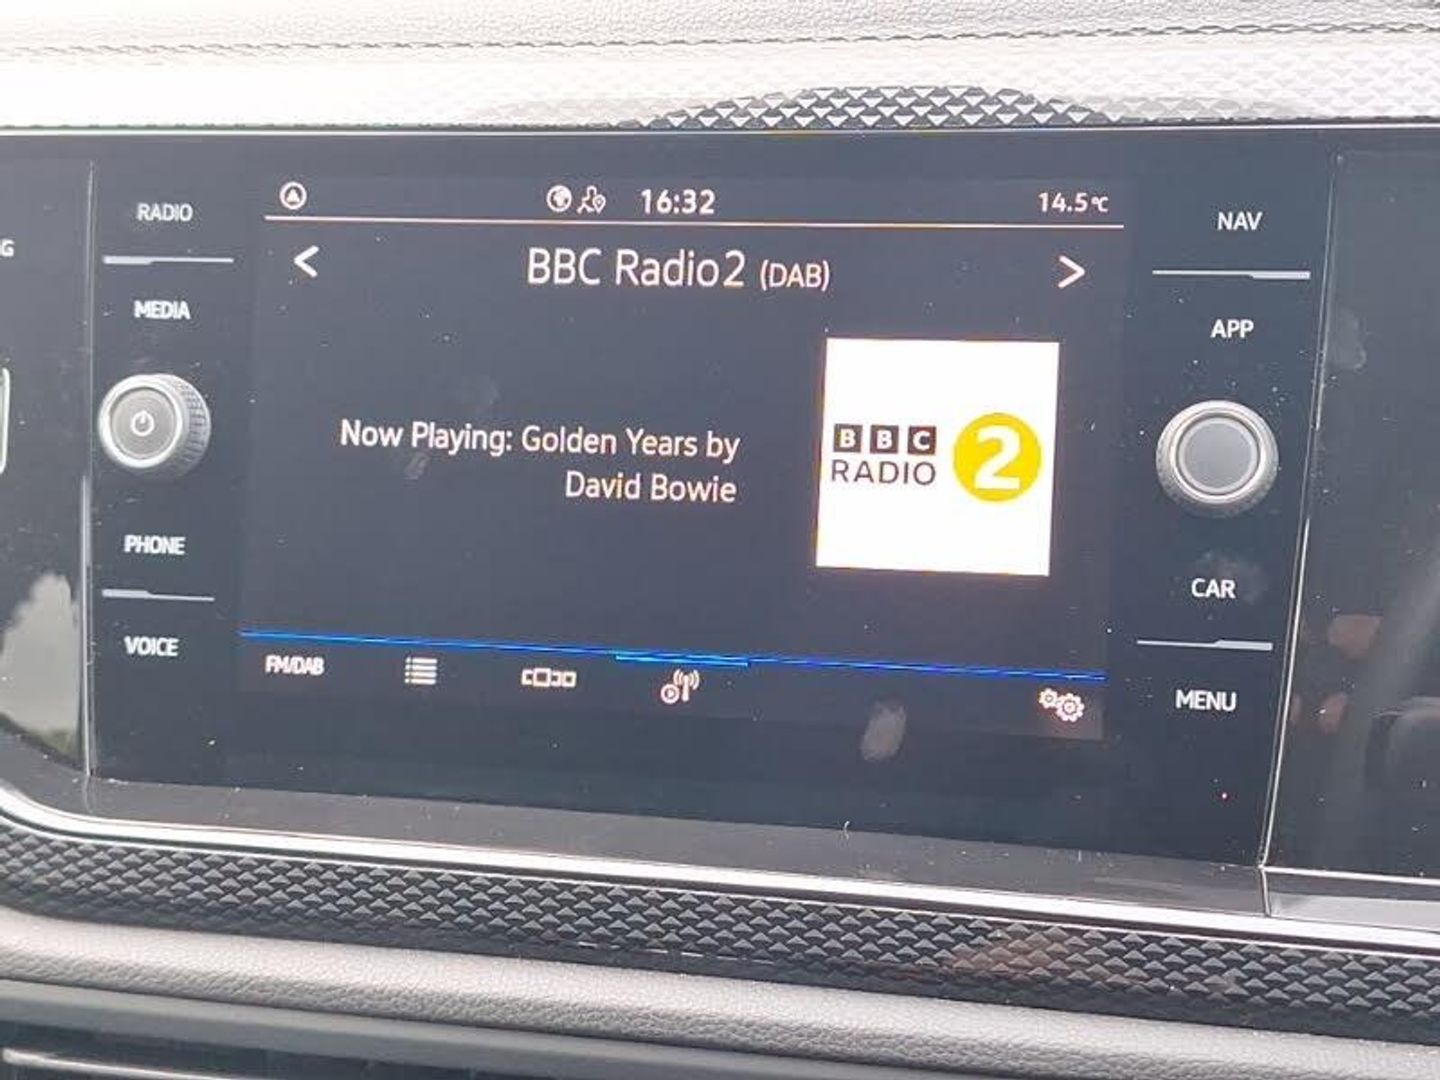 G
RADIO
MEDIA
PHONE
VOICE
16:32
14.5°C
BBC Radio2 (DAB)
Now Playing: Golden Years by
David Bowie
BBC
RADIO
2
FM/DAB
NAV
APP
CAR
MENU